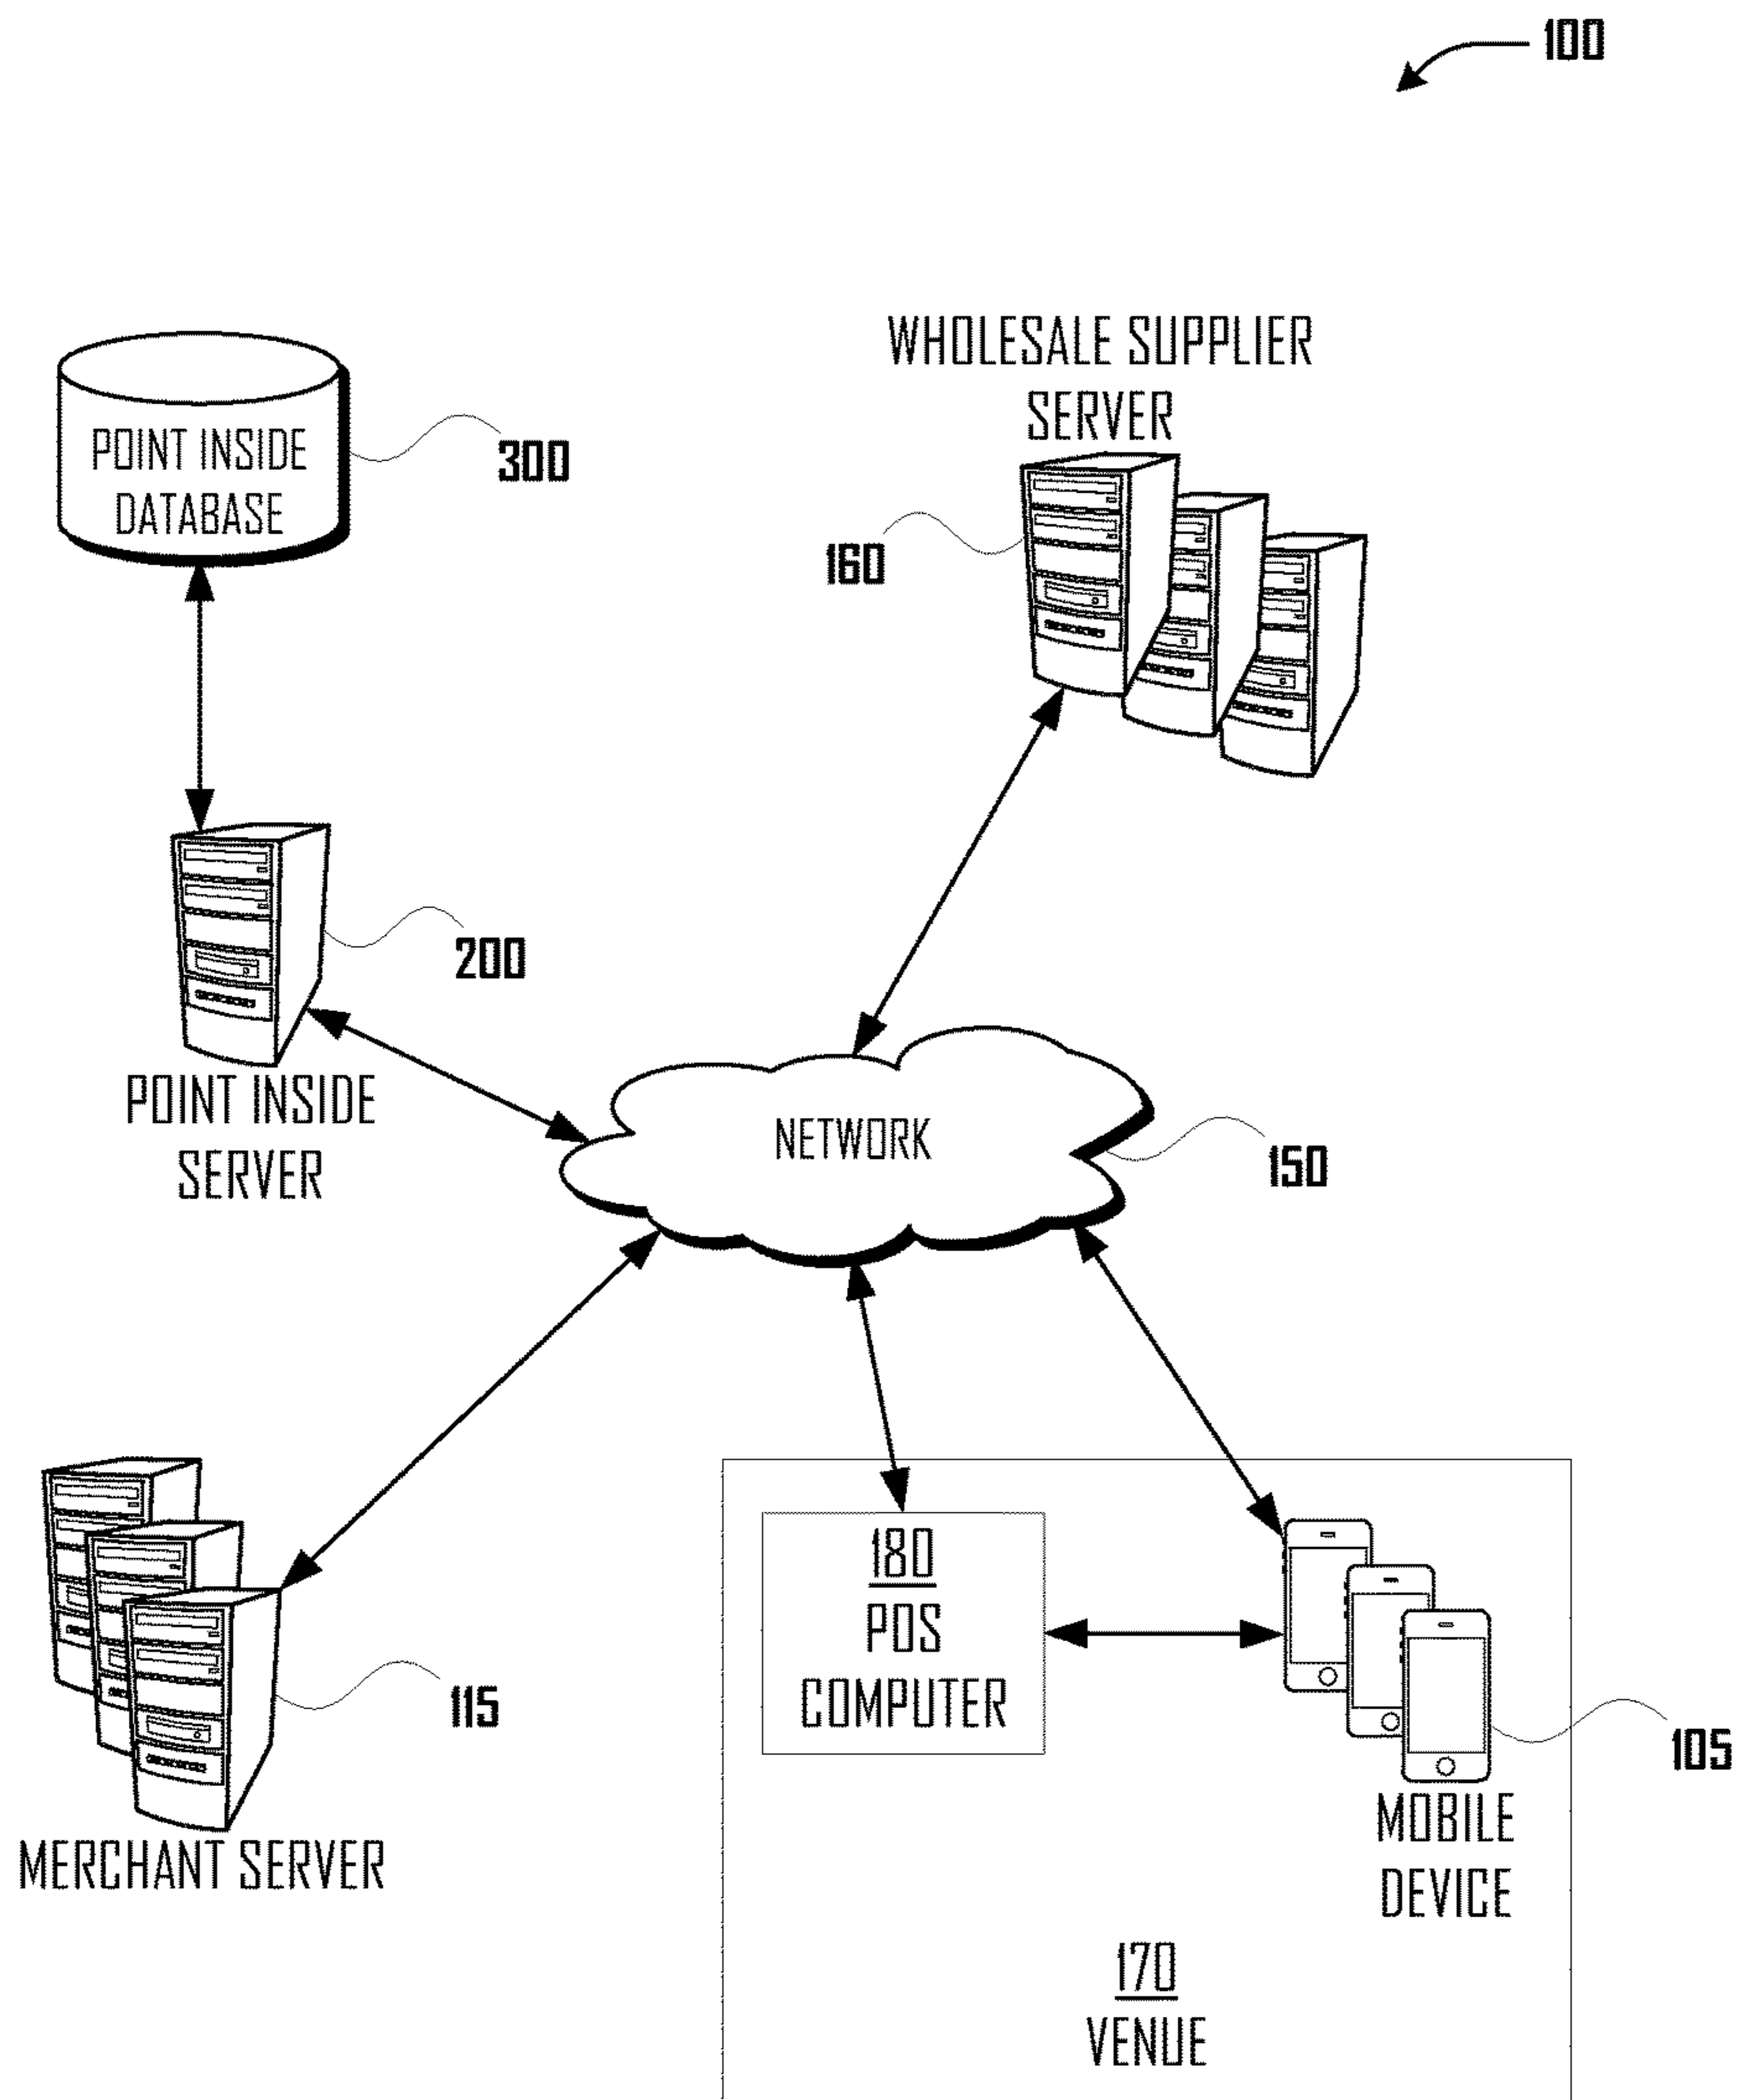 100
WHOLESALE SUPPLIER
SERVER
POINT INSIDE
DATABASE
300
160
200
POINT INSIDE
SERVER
NETWORK
150
180
POS
COMPUTER
115
105
MERCHANT SERVER
MOBILE
DEVICE
170
VENUE